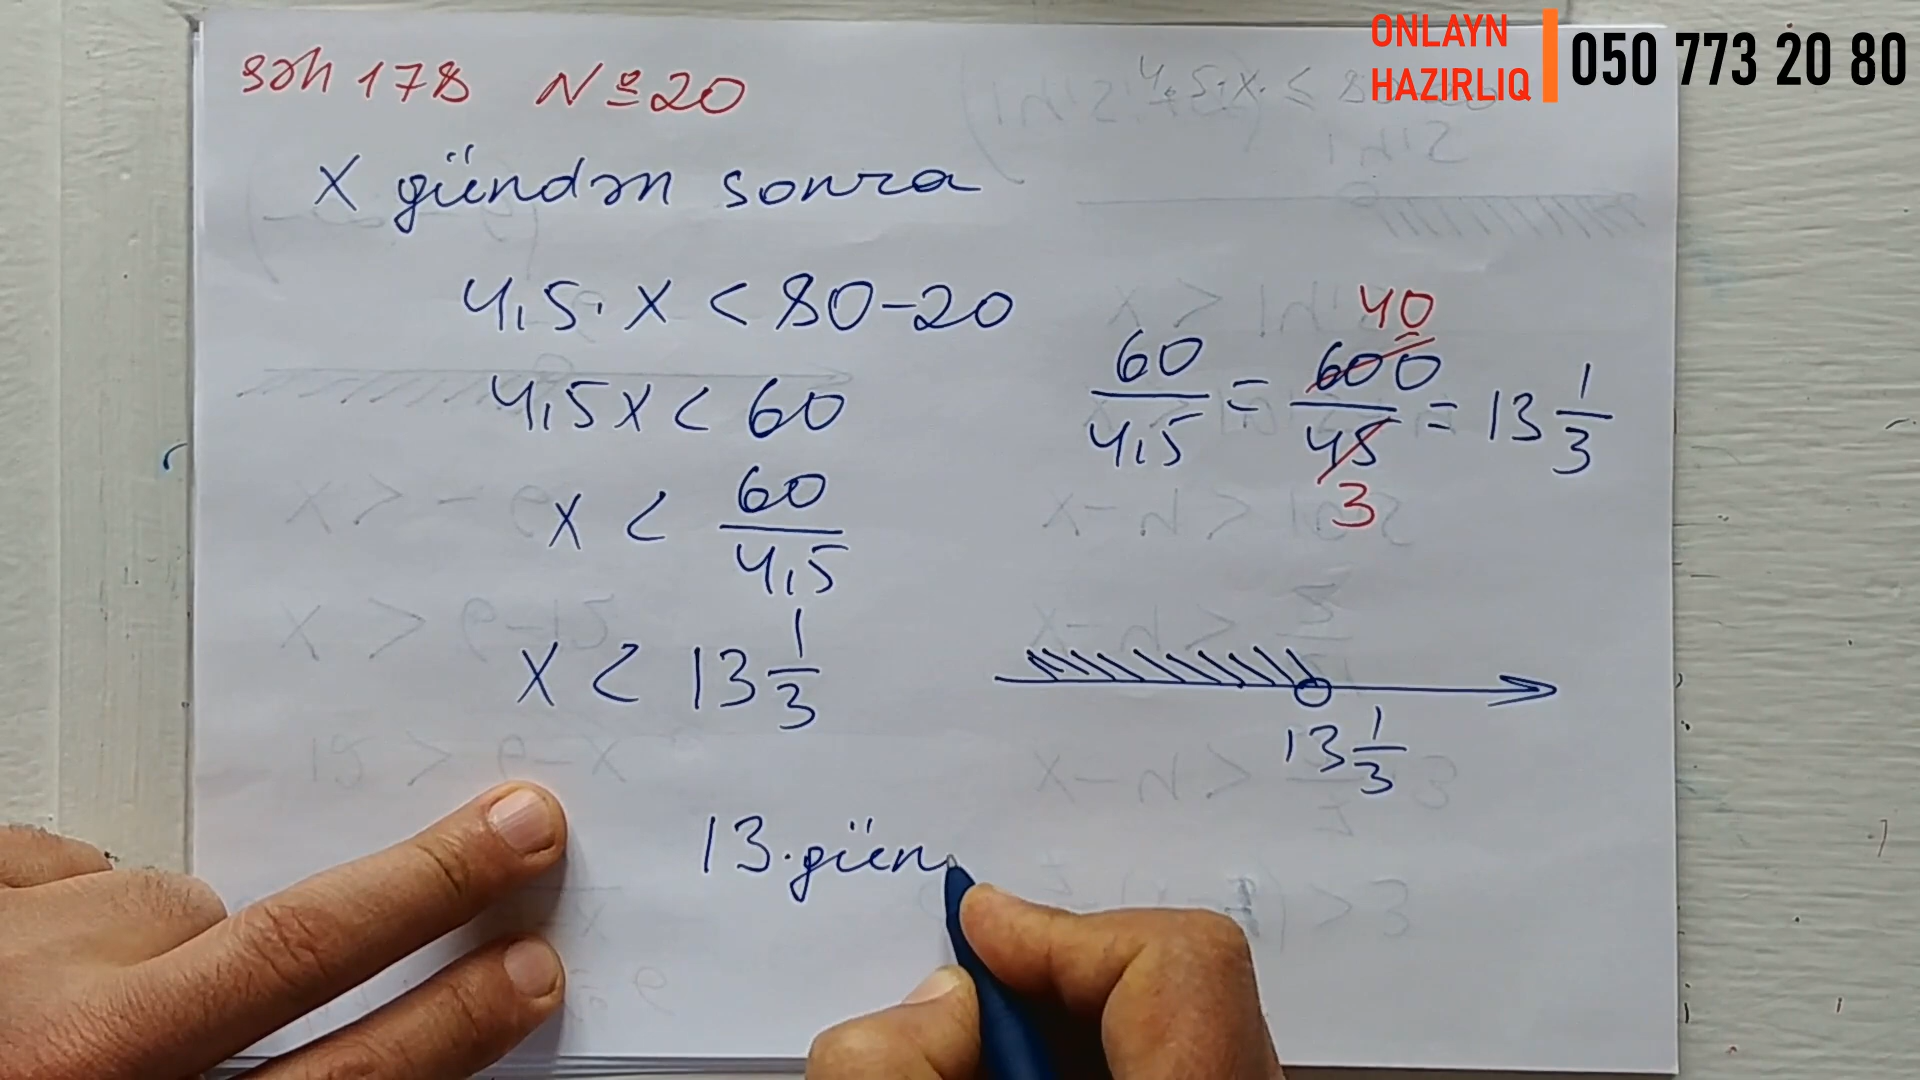 ONLAYN
HAZIRLIQ
050 773 20 80
səh 178 №20
x gündən sonra
4,5·x < 80-20
4,5x < 60
x < 60/4,5
x < 13 1/3
60/4,5 = 600/45 = 13 1/3
40
3
13 1/3
13 gün